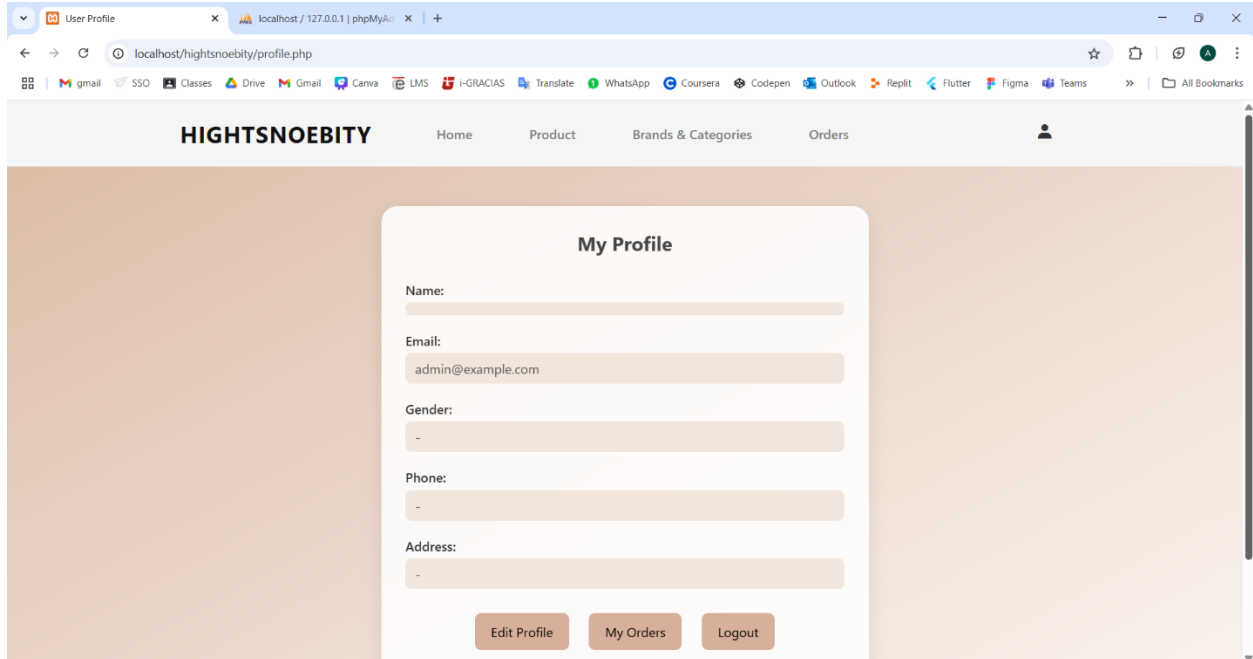 User Profile
localhost / 127.0.0.1 | phpMyAd
localhost/hightsnoebity/profile.php
A
gmail SSO Classes Drive Gmail Canva LMS i-GRACIAS Translate WhatsApp Coursera Codepen Outlook Replit Flutter Figma Teams » All Bookmarks
HIGHTSNOEBITY Home Product Brands & Categories Orders
My Profile
Name:
Email:
admin@example.com
Gender:
-
Phone:
-
Address:
-
Edit Profile My Orders Logout